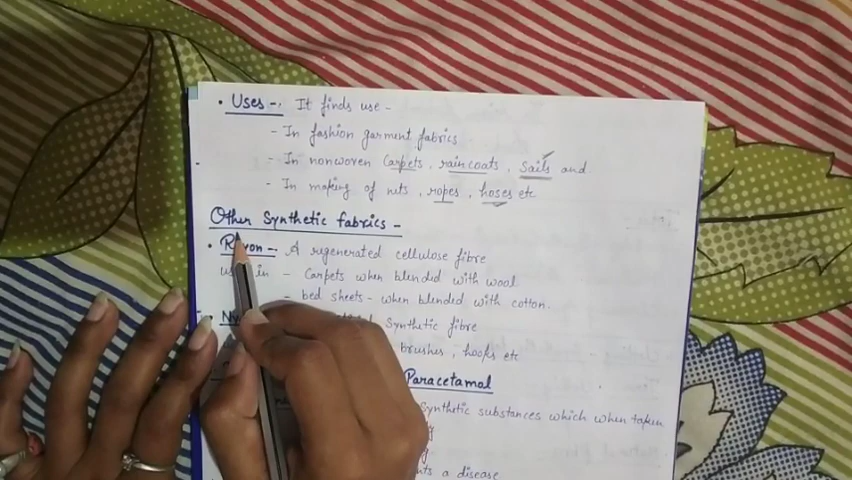 • Uses -: It finds use -
- In fashion garment fabrics
- In nonwoven Carpets, raincoats, Sails and
- In making of nets, ropes, hoses etc
Other Synthetic fabrics -
• Rayon -: A regenerated cellulose fibre
in - Carpets when blended with wool
- bed sheets - when blended with cotton.
• Synthetic fibre
brushes, hooks etc
Paracetamol
Synthetic substances which when taken
a disease